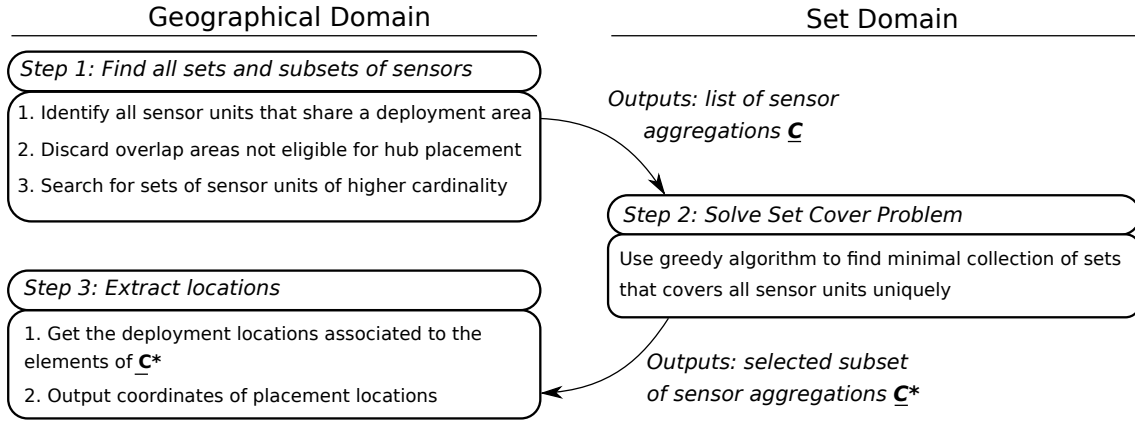 Geographical Domain
Set Domain
Step 1: Find all sets and subsets of sensors
1. Identify all sensor units that share a deployment area
2. Discard overlap areas not eligible for hub placement
3. Search for sets of sensor units of higher cardinality
Outputs: list of sensor
aggregations C
Step 2: Solve Set Cover Problem
Use greedy algorithm to find minimal collection of sets
that covers all sensor units uniquely
Outputs: selected subset
of sensor aggregations C*
Step 3: Extract locations
1. Get the deployment locations associated to the
elements of C*
2. Output coordinates of placement locations